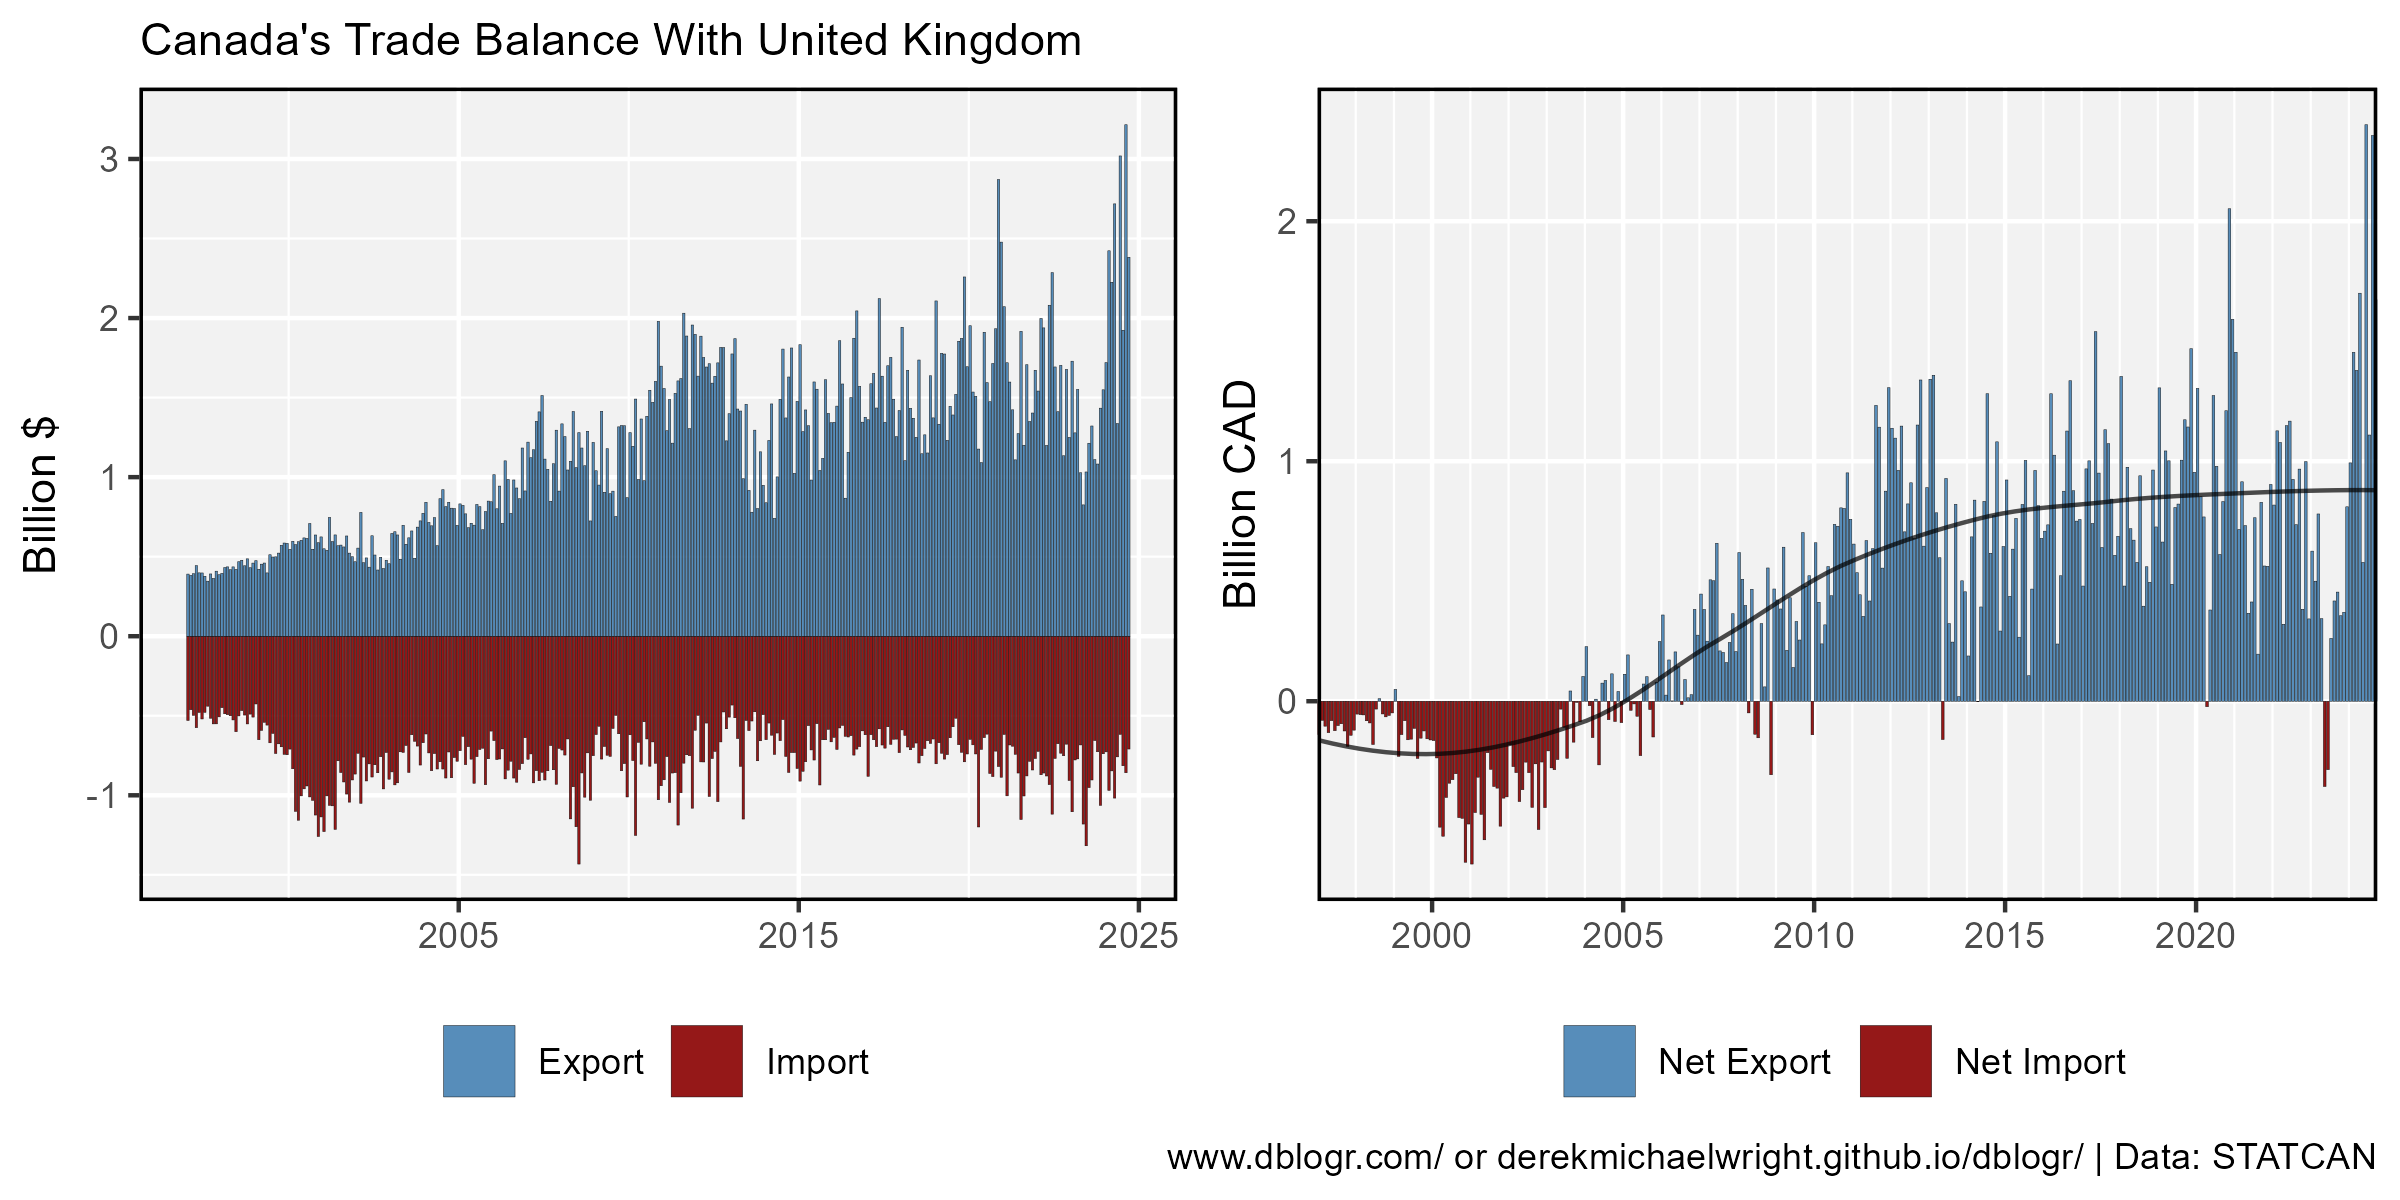 Canada's Trade Balance With United Kingdom
Billion $
3
2
1
0
-1
2005 2015 2025
Export Import
Billion CAD
2
1
0
2000 2005 2010 2015 2020
Net Export Net Import
www.dblogr.com/ or derekmichaelwright.github.io/dblogr/ | Data: STATCAN